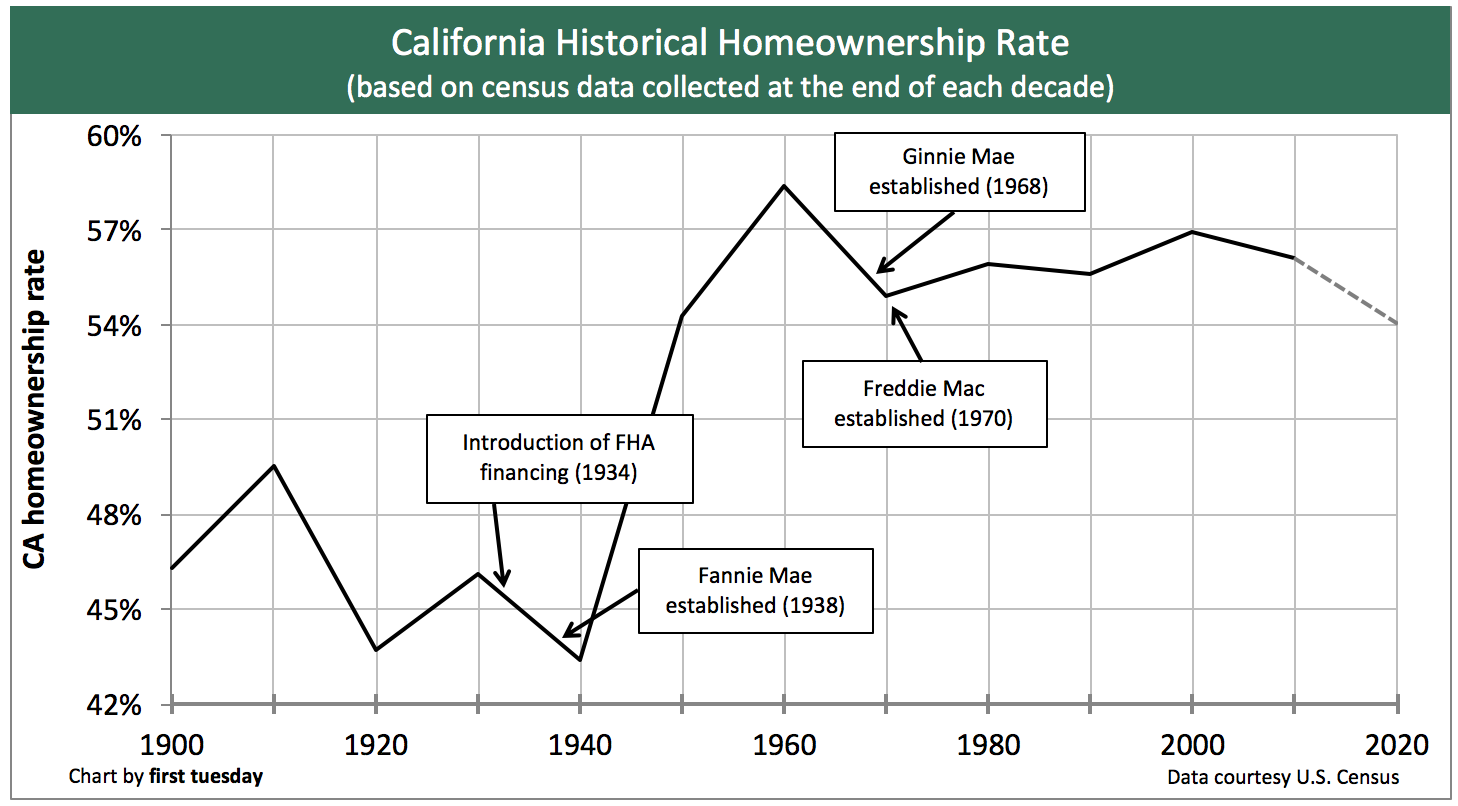 California Historical Homeownership Rate
(based on census data collected at the end of each decade)
CA homeownership rate
60%
57%
54%
51%
48%
45%
42%
Ginnie Mae
established (1968)
Freddie Mac
established (1970)
Introduction of FHA
financing (1934)
Fannie Mae
established (1938)
1900
1920
1940
1960
1980
2000
2020
Chart by first tuesday
Data courtesy U.S. Census